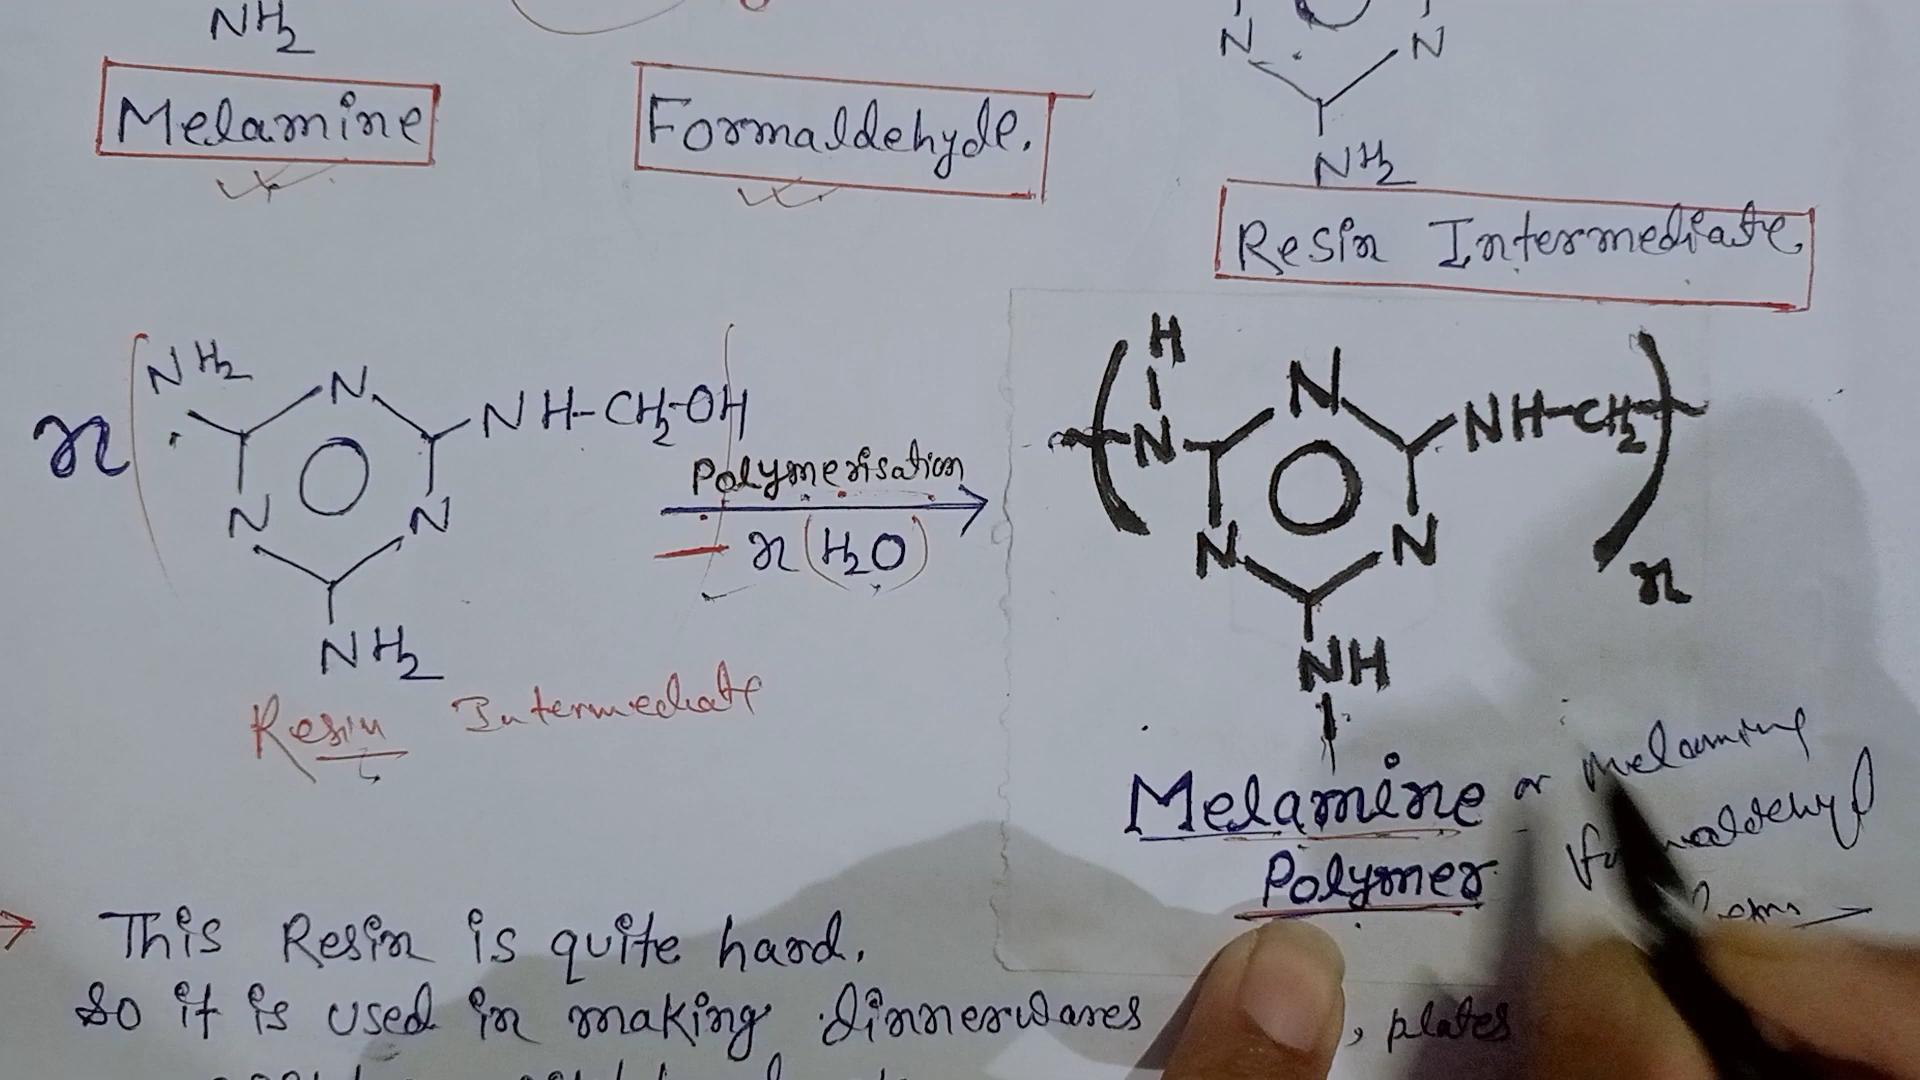 NH2
N N
NH2
Melamine
Formaldehyde.
Resin Intermediate
n
NH2
N
NH-CH2-OH
N N
NH2
Polymerisation
n(H2O)
H
N
N
NH-CH2
N N
NH
n
Resin Intermediate
Melamine or
Polymer
→ This Resin is quite hard.
So it is used in making dinnerwares , plates